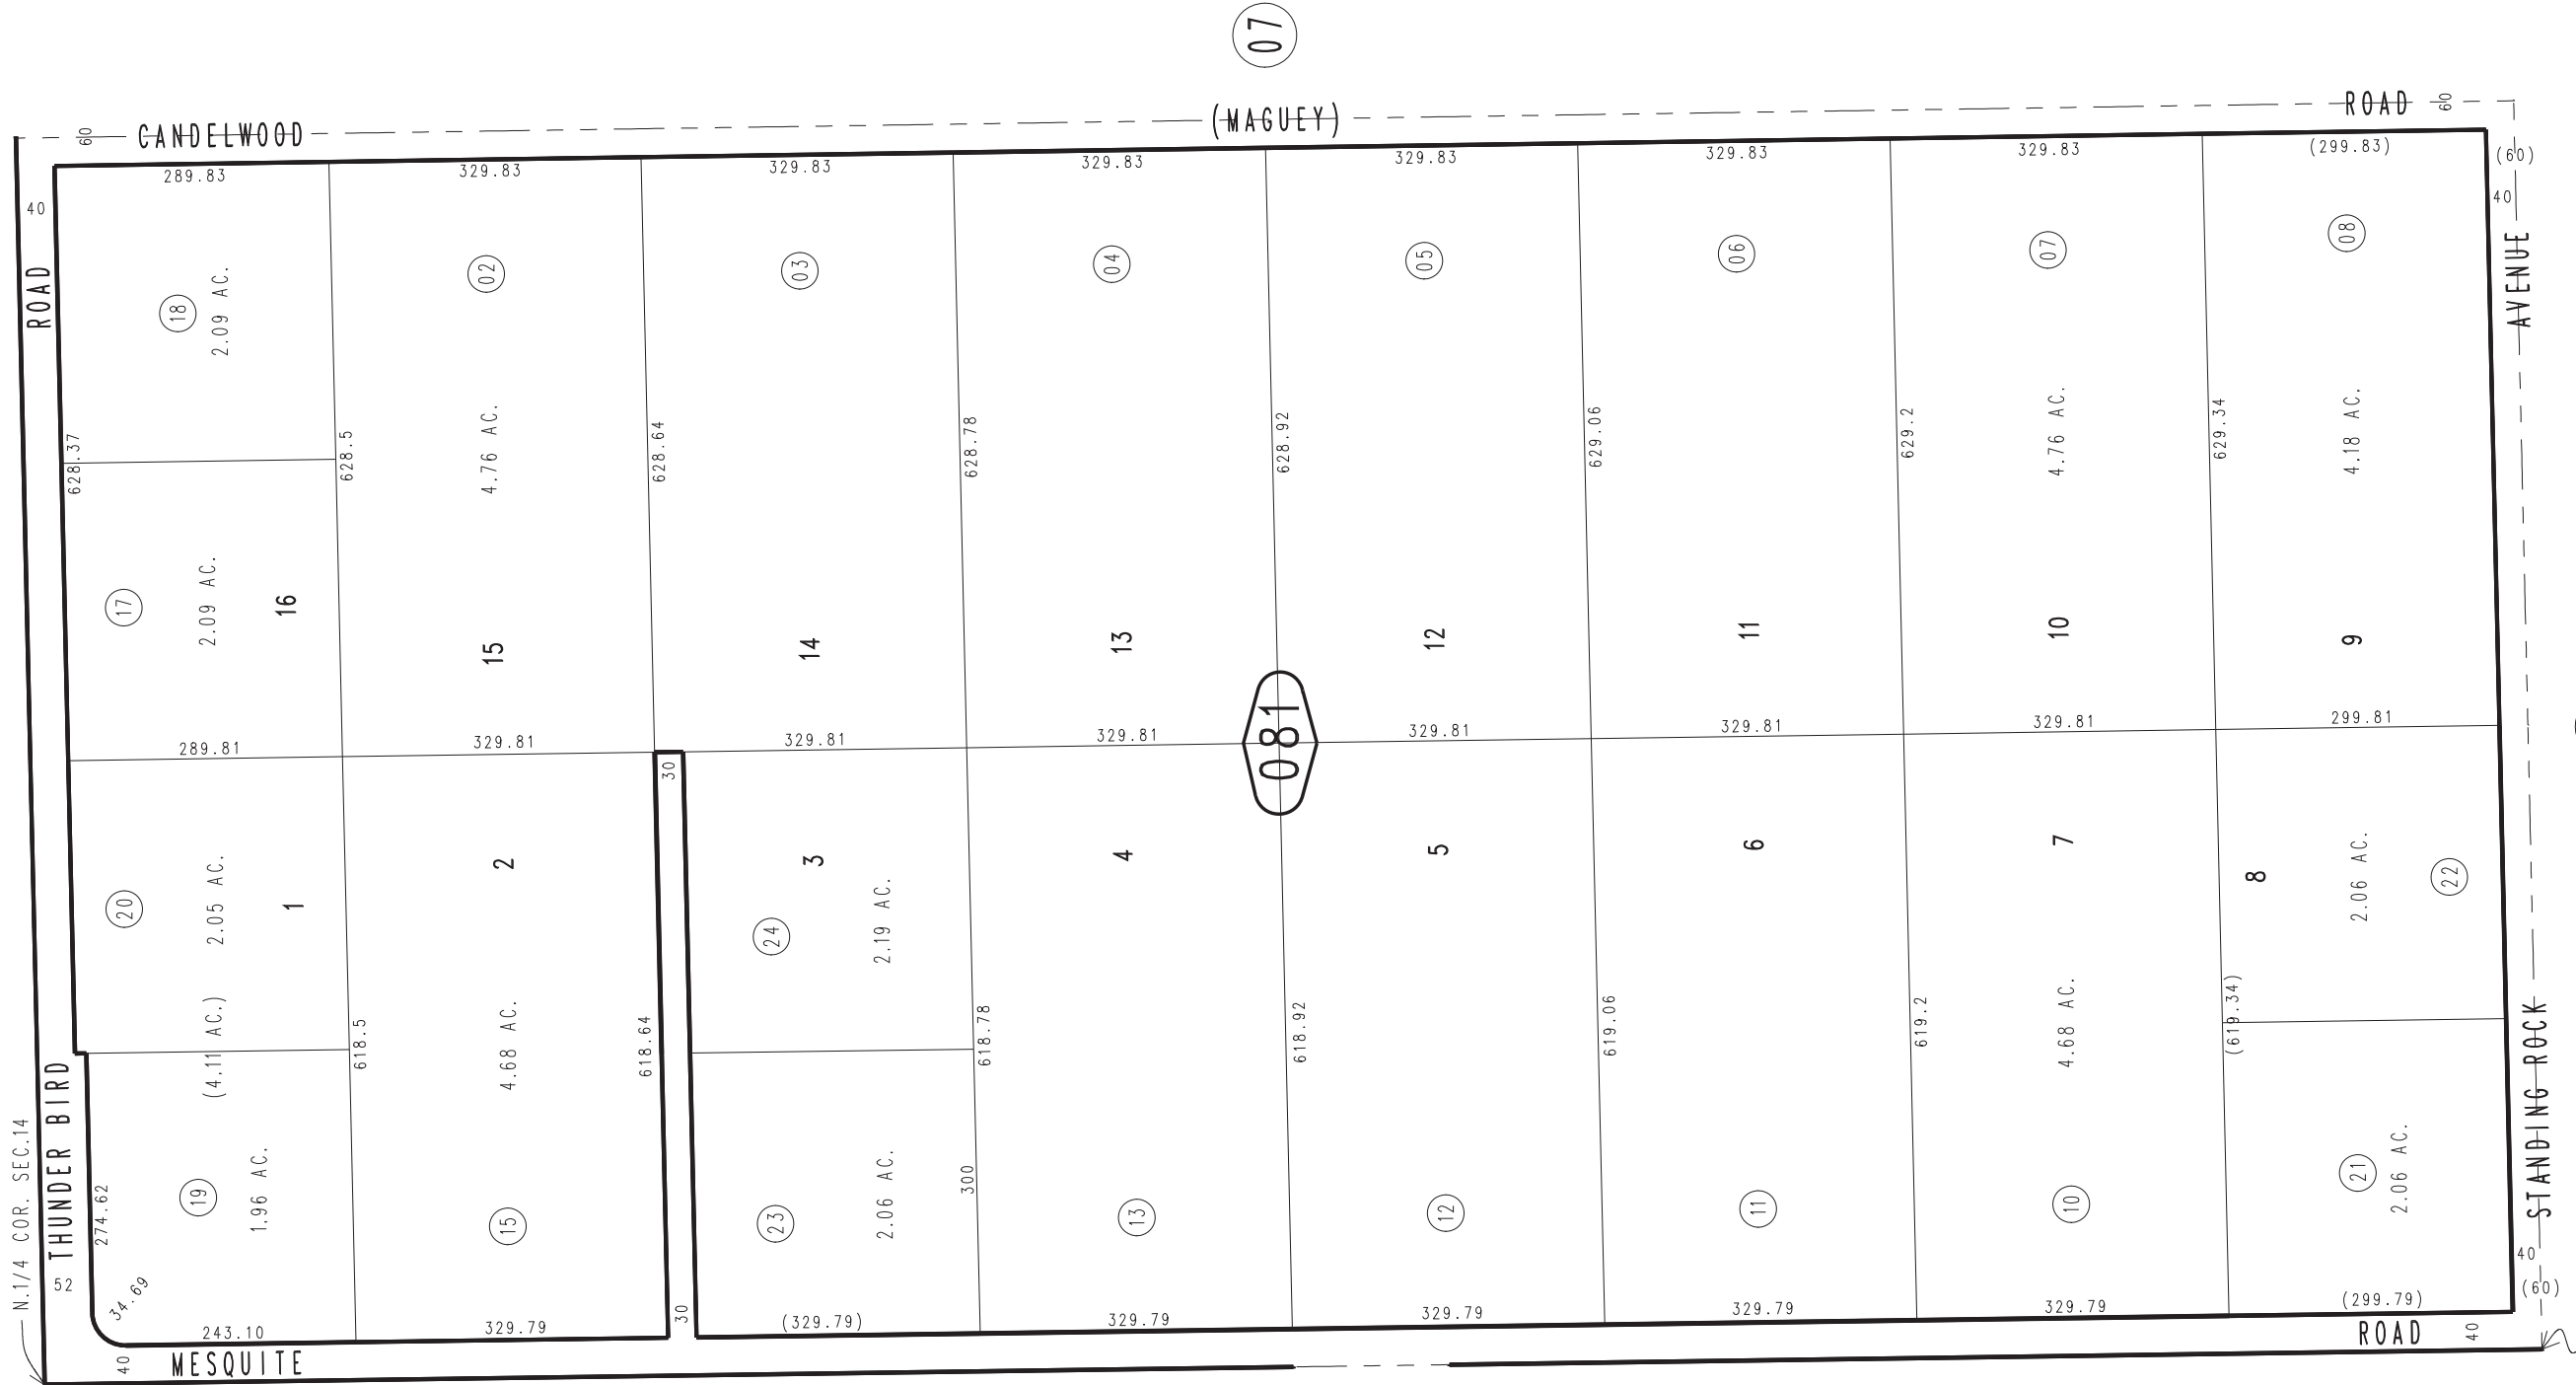 07
60 CANDELWOOD (MAGUEY) ROAD 60
289.83 329.83 329.83 329.83 329.83 329.83 329.83 (299.83)
(60)
40
40
ROAD
AVENUE
18
2.09 AC.
02
03
04
05
06
07
08
628.37
628.5
4.76 AC.
628.64
628.78
628.92
629.06
629.2
4.76 AC.
629.34
4.18 AC.
17
2.09 AC.
16
15
14
13
12
11
10
9
289.81 329.81 329.81 329.81 329.81 329.81 329.81 299.81
081
30
20
2.05 AC.
1
2
3
4
5
6
7
8
2.06 AC.
22
24
2.19 AC.
(4.11 AC.)
618.5
4.68 AC.
618.64
618.78
618.92
619.06
619.2
4.68 AC.
(619.34)
THUNDER BIRD
STANDING ROCK
N.1/4 COR. SEC.14
274.62
19
1.96 AC.
15
23
2.06 AC.
300
13
12
11
10
21
2.06 AC.
52
34.69
30
40
(60)
243.10 329.79 (329.79) 329.79 329.79 329.79 329.79 (299.79)
40 MESQUITE ROAD 40